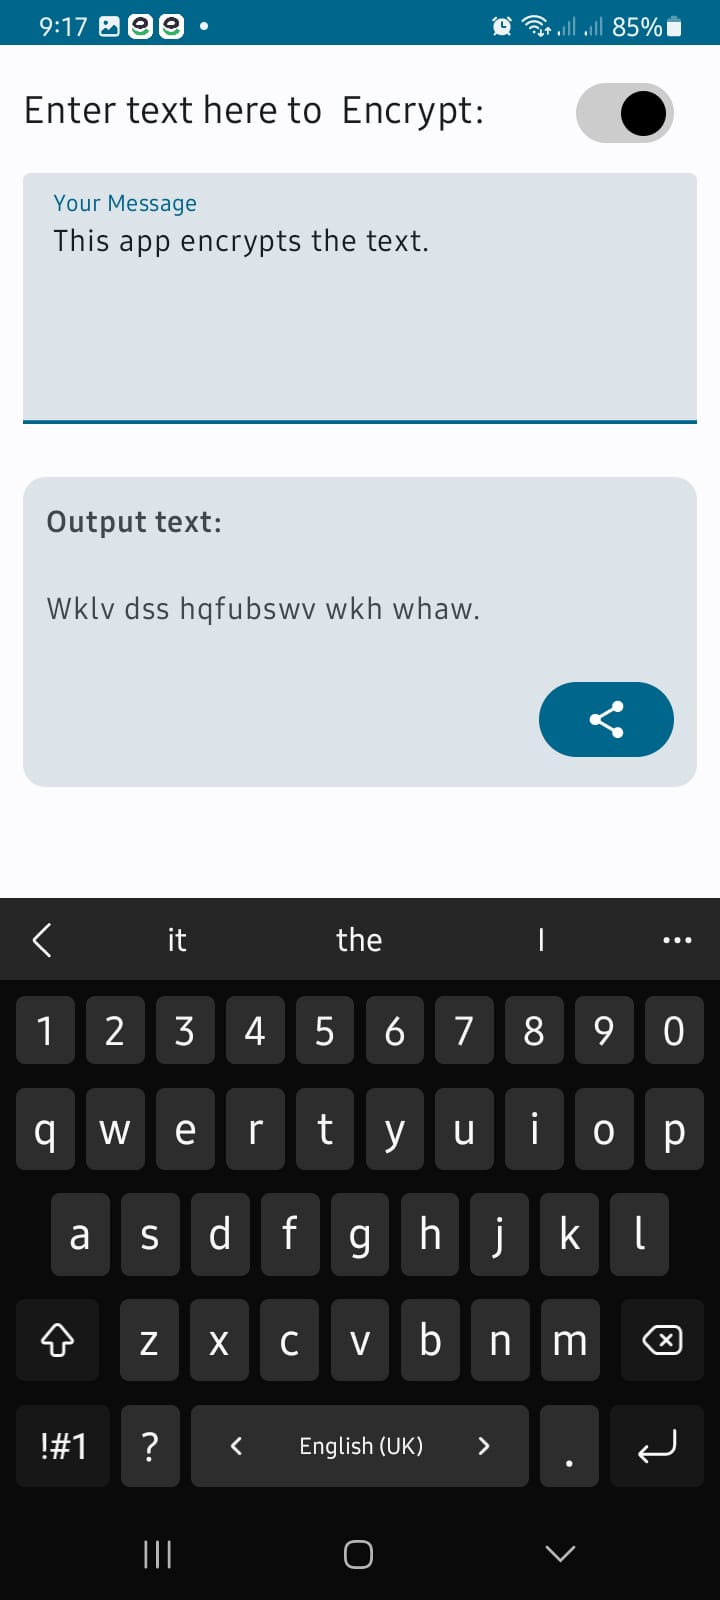 9:17 85%
Enter text here to Encrypt:
Your Message
This app encrypts the text.
Output text:
Wklv dss hqfubswv wkh whaw.
it the I
1 2 3 4 5 6 7 8 9 0
q w e r t y u i o p
a s d f g h j k l
z x c v b n m
!#1 ? English (UK) .